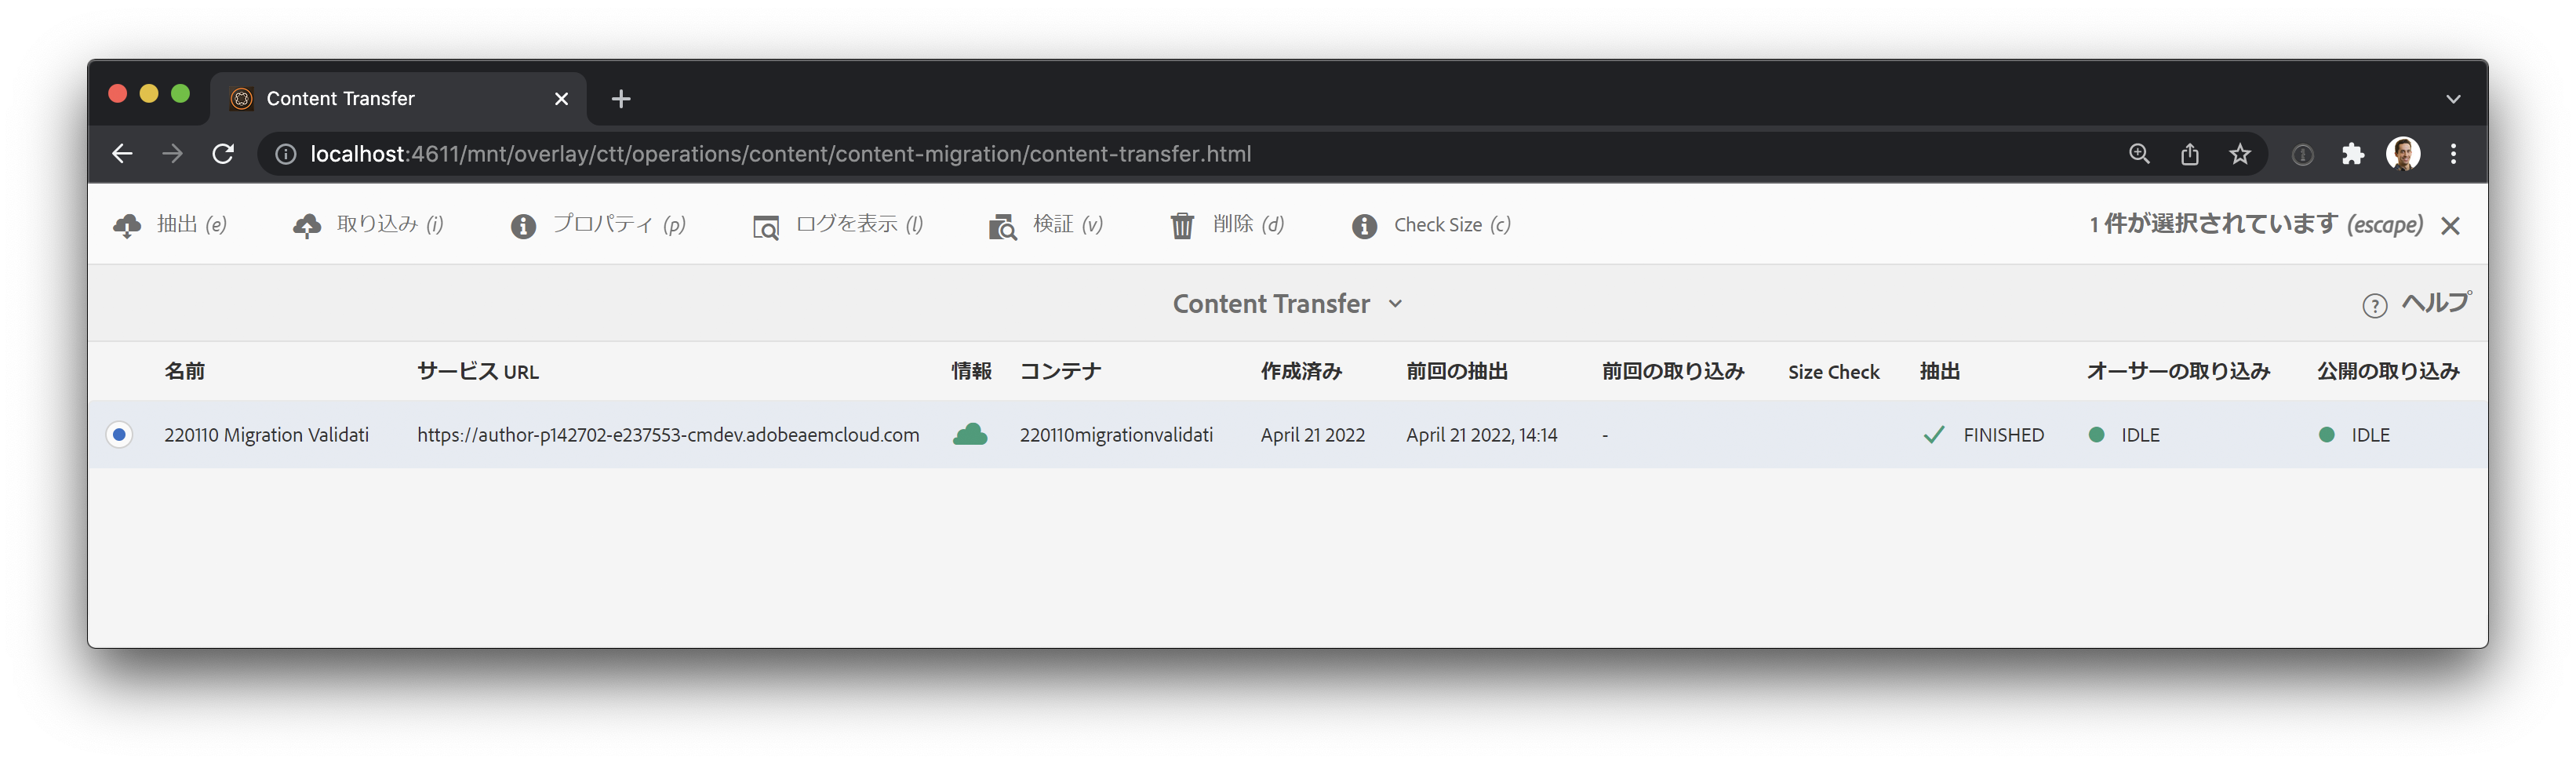 Content Transfer
localhost:4611/mnt/overlay/ctt/operations/content/content-migration/content-transfer.html
抽出 (e) 取り込み (i) プロパティ (p) ログを表示 (l) 検証 (v) 削除 (d) Check Size (c) 1 件が選択されています (escape)
Content Transfer ヘルプ
名前 サービス URL 情報 コンテナ 作成済み 前回の抽出 前回の取り込み Size Check 抽出 オーサーの取り込み 公開の取り込み
220110 Migration Validati https://author-p142702-e237553-cmdev.adobeaemcloud.com 220110migrationvalidati April 21 2022 April 21 2022, 14:14 - FINISHED IDLE IDLE